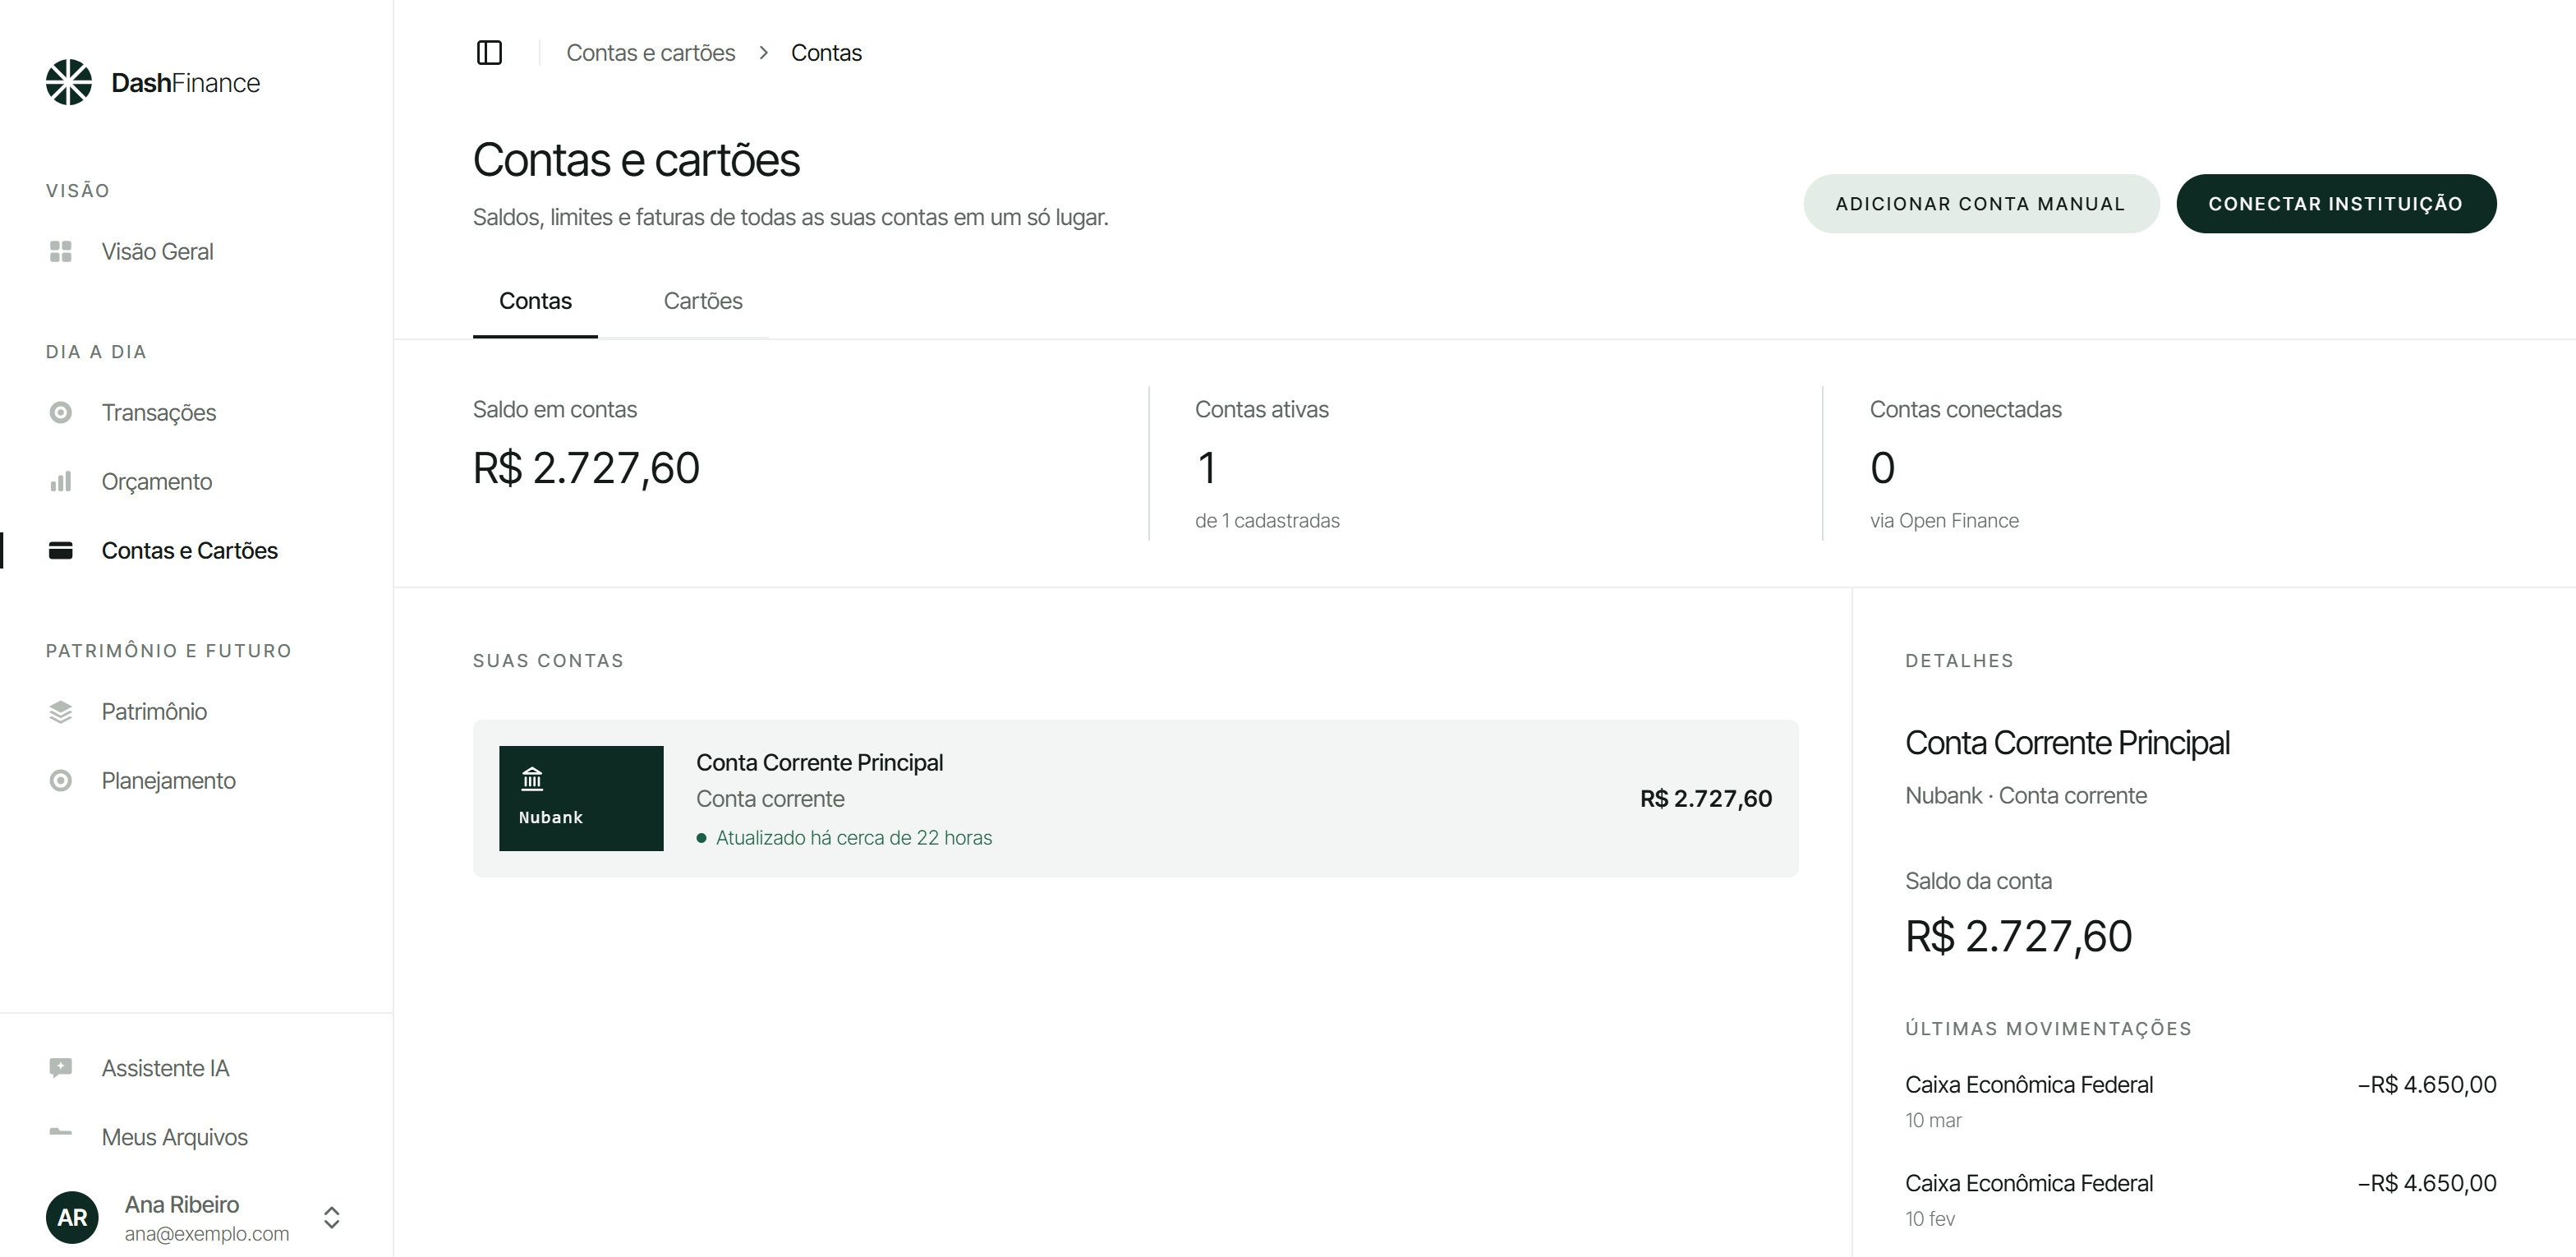 DashFinance
VISÃO
Visão Geral
DIA A DIA
Transações
Orçamento
Contas e Cartões
PATRIMÔNIO E FUTURO
Patrimônio
Planejamento
Assistente IA
Meus Arquivos
AR
Ana Ribeiro
ana@exemplo.com
Contas e cartões > Contas
Contas e cartões
Saldos, limites e faturas de todas as suas contas em um só lugar.
ADICIONAR CONTA MANUAL
CONECTAR INSTITUIÇÃO
Contas
Cartões
Saldo em contas
R$ 2.727,60
Contas ativas
1
de 1 cadastradas
Contas conectadas
0
via Open Finance
SUAS CONTAS
Nubank
Conta Corrente Principal
Conta corrente
Atualizado há cerca de 22 horas
R$ 2.727,60
DETALHES
Conta Corrente Principal
Nubank · Conta corrente
Saldo da conta
R$ 2.727,60
ÚLTIMAS MOVIMENTAÇÕES
Caixa Econômica Federal −R$ 4.650,00
10 mar
Caixa Econômica Federal −R$ 4.650,00
10 fev